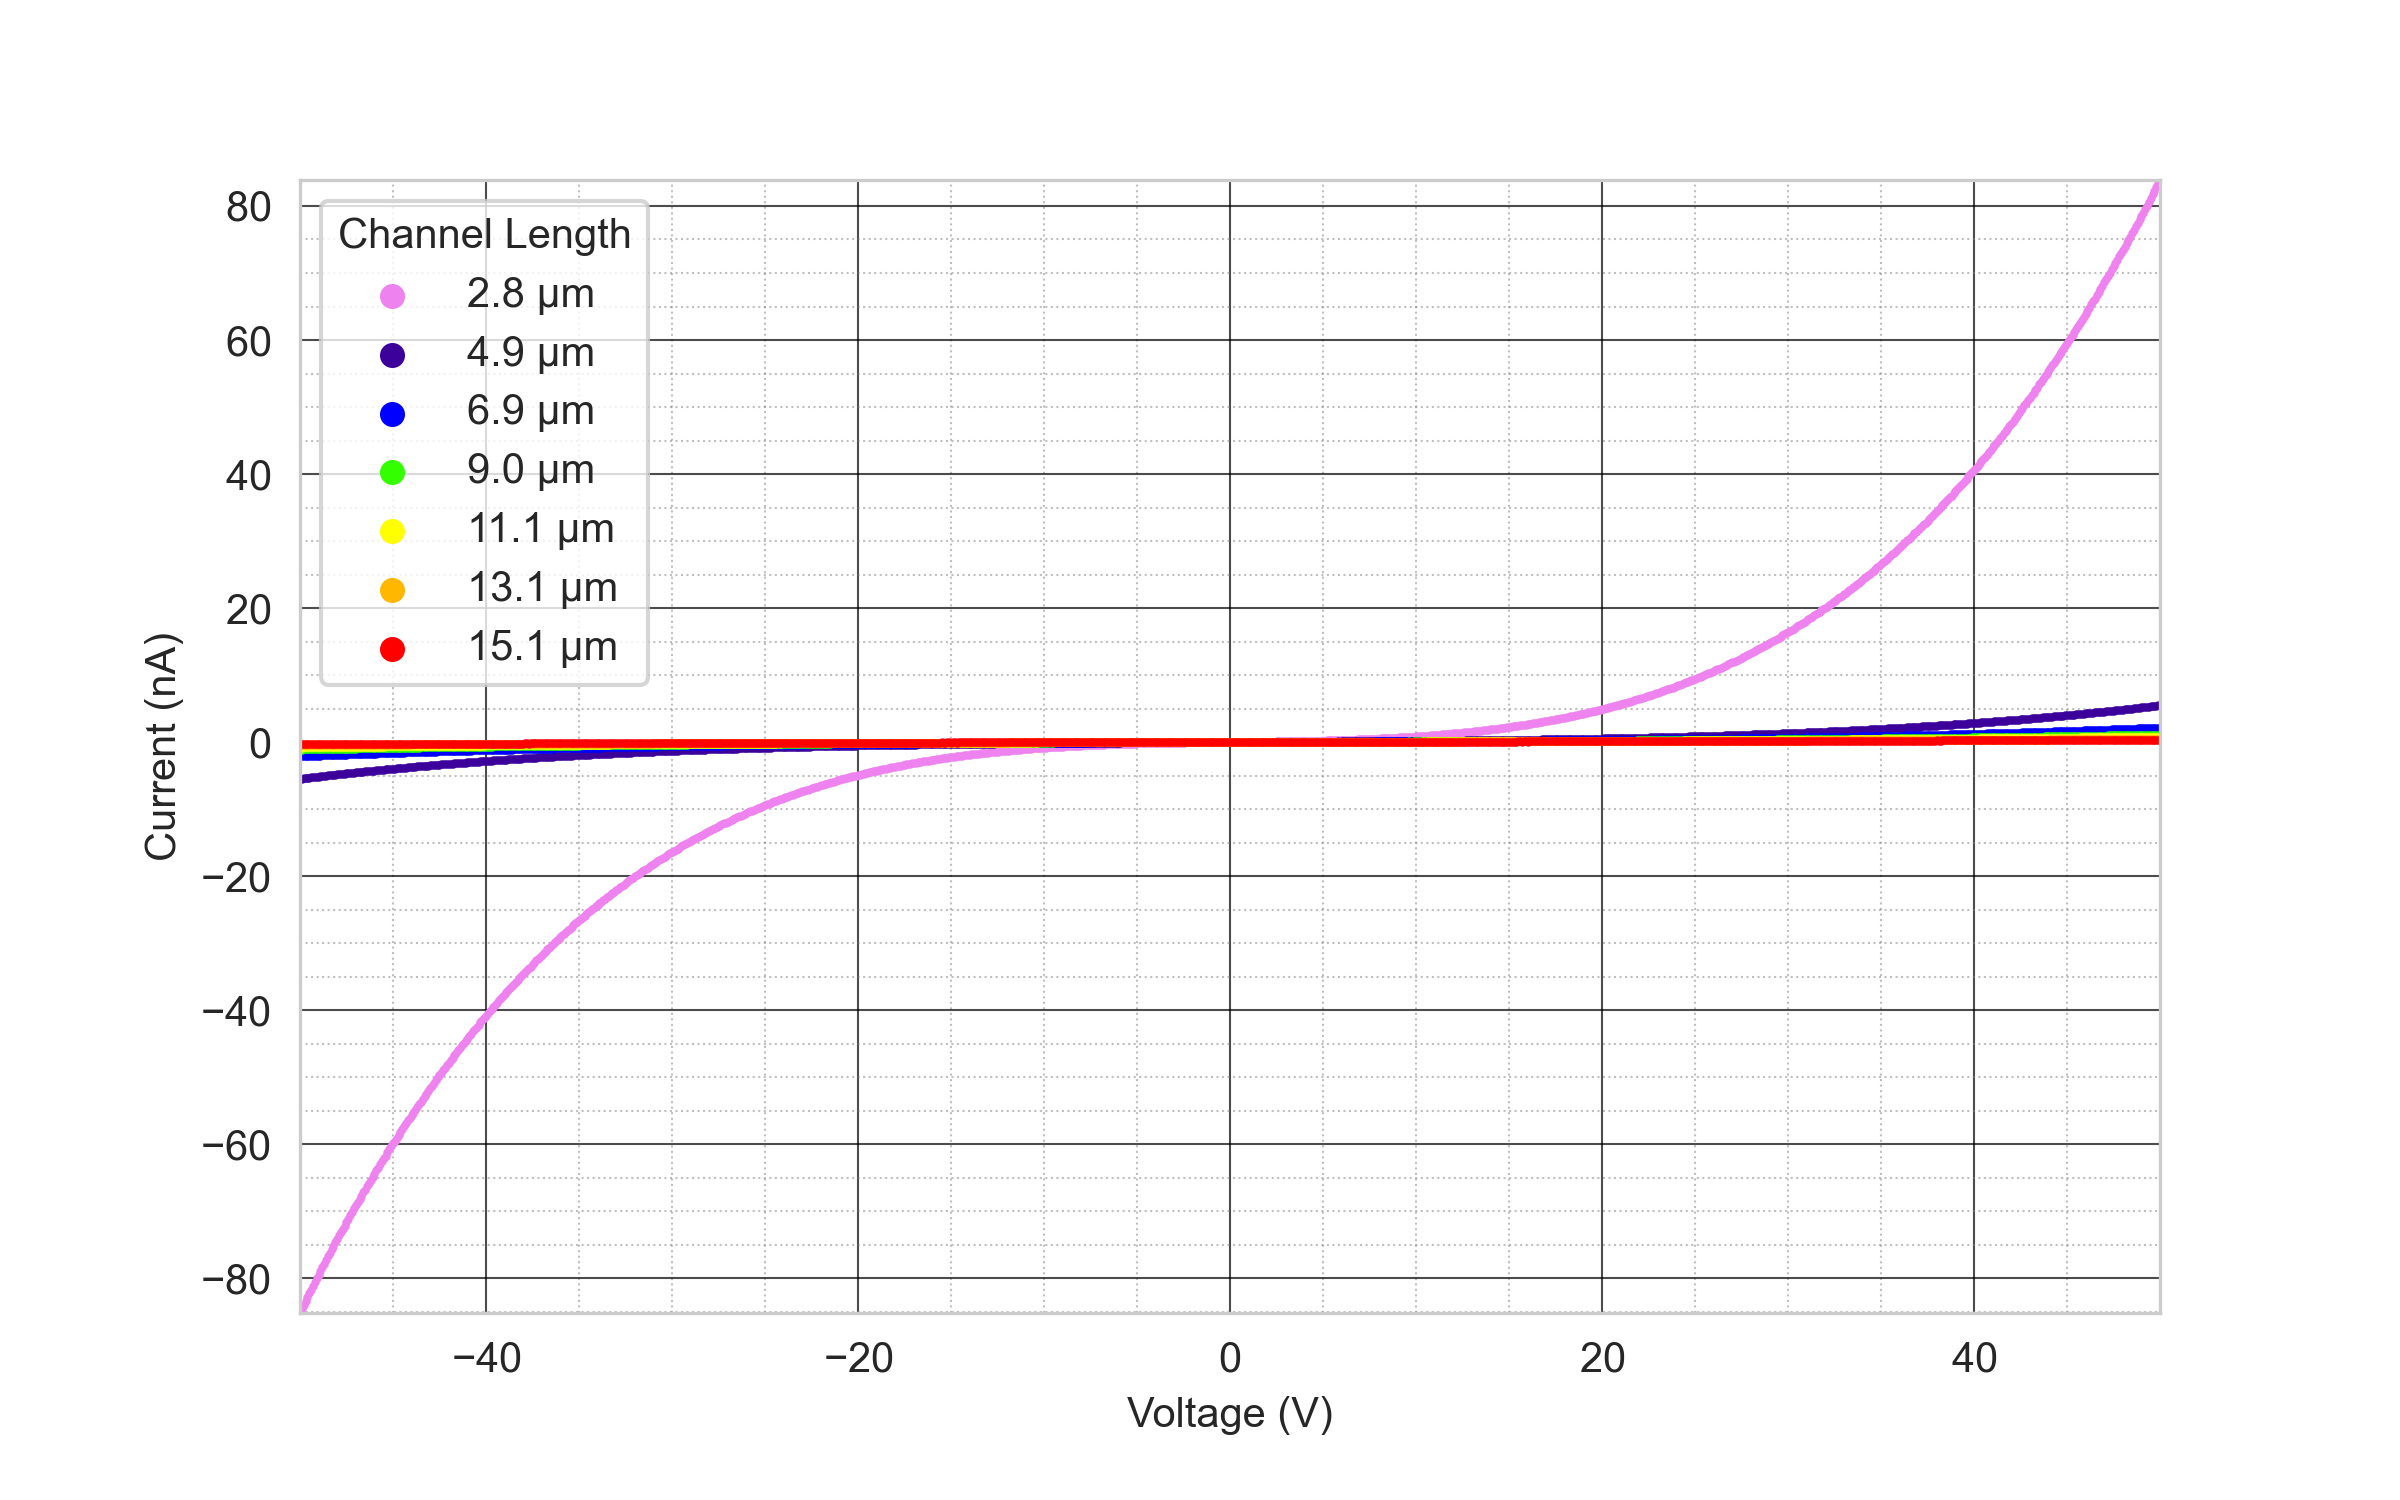 Channel Length
2.8 µm
4.9 µm
6.9 µm
9.0 µm
11.1 µm
13.1 µm
15.1 µm
80
60
40
20
0
−20
−40
−60
−80
Current (nA)
−40
−20
0
20
40
Voltage (V)